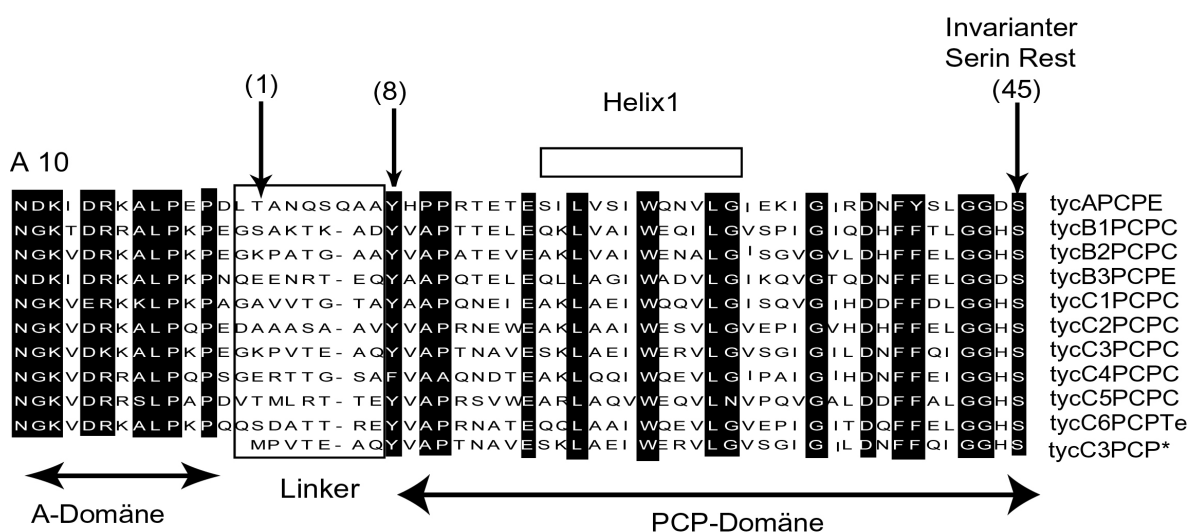 Invarianter
Serin Rest
(1)
(8)
(45)
Helix1
A 10
NDKIDRKALPEPDLTANQSQAAYHPPRTETESILVSIWQNVLGIEKIGIRDNFYSLGGDS tycAPCPE
NGKTDRRALPKPEGSAKTK-ADYVAPTTELEQKLVAIWEQILGVSPIGIQDHFFTLGGHS tycB1PCPC
NGKVDRKALPKPEGKPATG-AAYVAPATEVEAKLVAIWENALGISGVGVLDHFFELGGHS tycB2PCPC
NDKIDRKALPKPNQEENRT-EQYAAPQTELEQLLAGIWADVLGIKQVGTQDNFFELGGDS tycB3PCPE
NGKVERKKLPKPAGAVVTG-TAYAAPQNEIEAKLAEIWQQVLGISQVGIHDDFFDLGGHS tycC1PCPC
NGKVDRKALPQPEDAAASA-AVYVAPRNEWEAKLAAIWESVLGVEPIGVHDHFFELGGHS tycC2PCPC
NGKVDKKALPKPEGKPVTE-AQYVAPTNAVESKLAEIWERVLGVSGIGILDNFFQIGGHS tycC3PCPC
NGKVDRRALPQPSGERTTG-SAFVAAQNDTEAKLQQIWQEVLGIPAIGIHDNFFEIGGHS tycC4PCPC
NGKVDRRSLPAPDVTMLRT-TEYVAPRSVWEARLAQVWEQVLNVPQVGALDDFFALGGHS tycC5PCPC
NGKVDRKALPKPQQSDATT-REYVAPRTATEQQLAAIWQEVLGVEPIGITDQFFELGGHS tycC6PCPTe
MPVTE-AQYVAPTNAVESKLAEIWERVLGVSGIGILDNFFQIGGHS tycC3PCP*
Linker
A-Domäne
PCP-Domäne